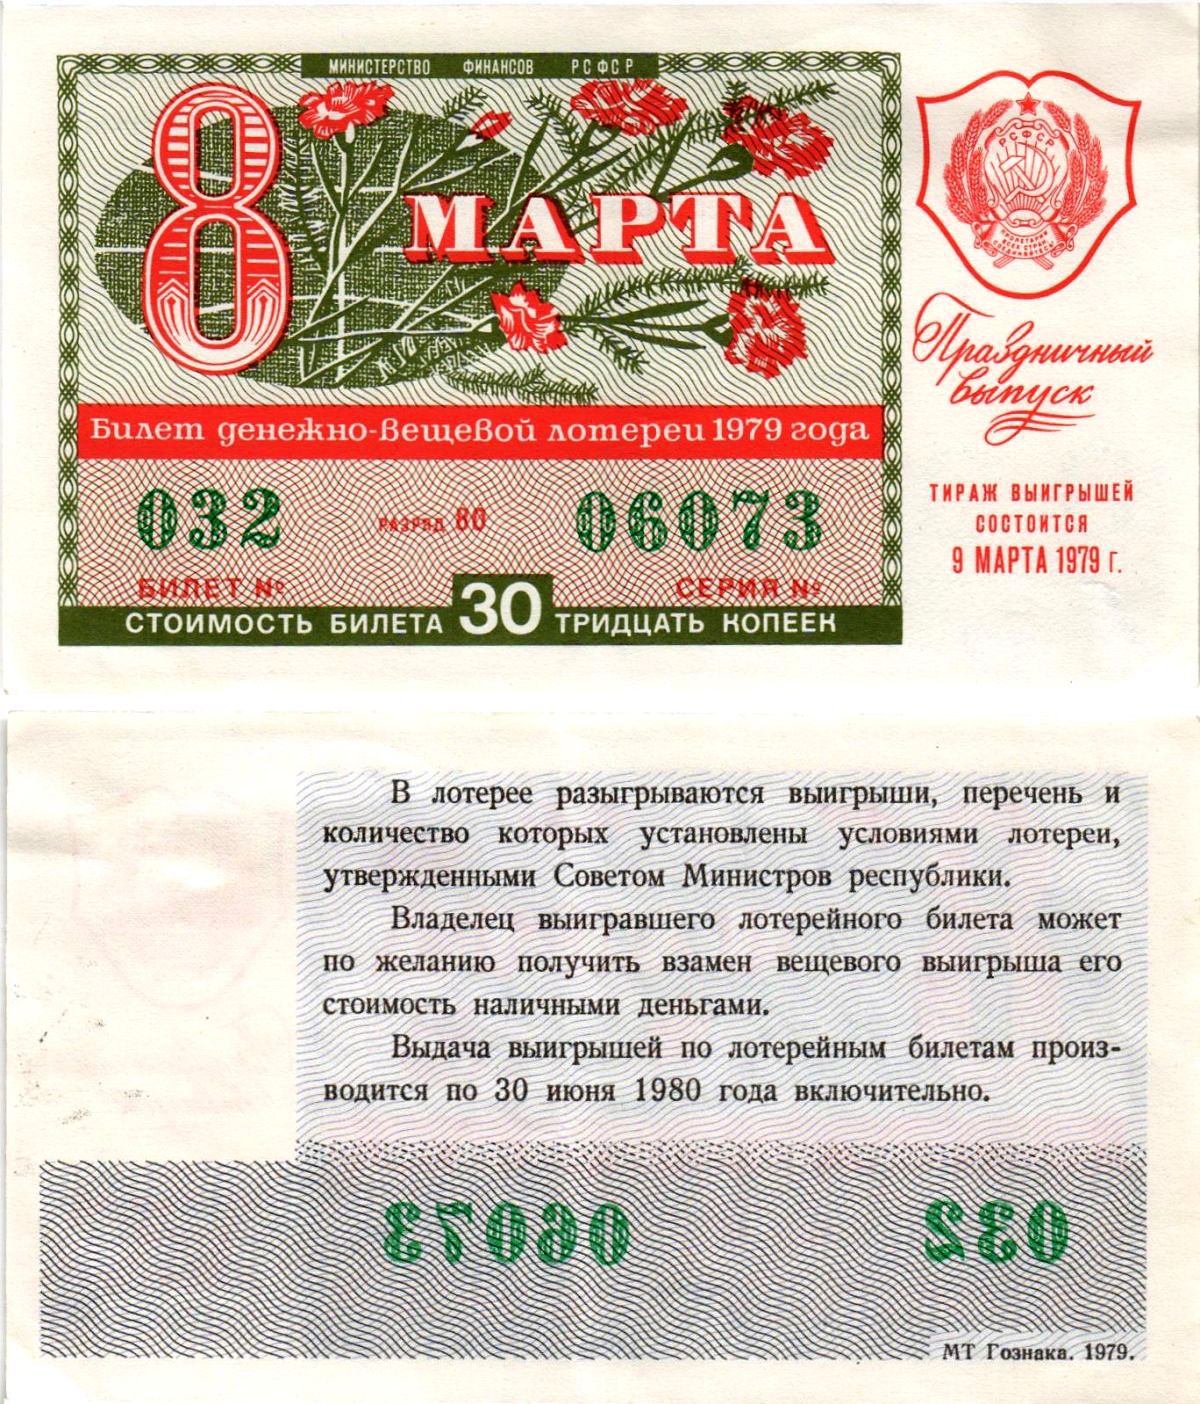 МИНИСТЕРСТВО ФИНАНСОВ РСФСР
8 МАРТА
РСФСР
Праздничный
выпуск
Билет денежно-вещевой лотереи 1979 года
032 РАЗРЯД 80 06073
БИЛЕТ № СЕРИЯ №
СТОИМОСТЬ БИЛЕТА 30 ТРИДЦАТЬ КОПЕЕК
ТИРАЖ ВЫИГРЫШЕЙ
СОСТОИТСЯ
9 МАРТА 1979 г.
В лотерее разыгрываются выигрыши, перечень и
количество которых установлены условиями лотереи,
утвержденными Советом Министров республики.
Владелец выигравшего лотерейного билета может
по желанию получить взамен вещевого выигрыша его
стоимость наличными деньгами.
Выдача выигрышей по лотерейным билетам произ-
водится по 30 июня 1980 года включительно.
06073 032
МТ Гознака. 1979.